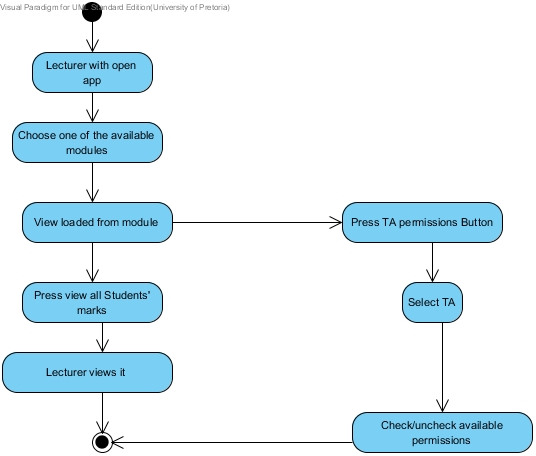 Visual Paradigm for UML Standard Edition(University of Pretoria)
Lecturer with open
app
Choose one of the available
modules
View loaded from module
Press TA permissions Button
Press view all Students'
marks
Select TA
Lecturer views it
Check/uncheck available
permissions